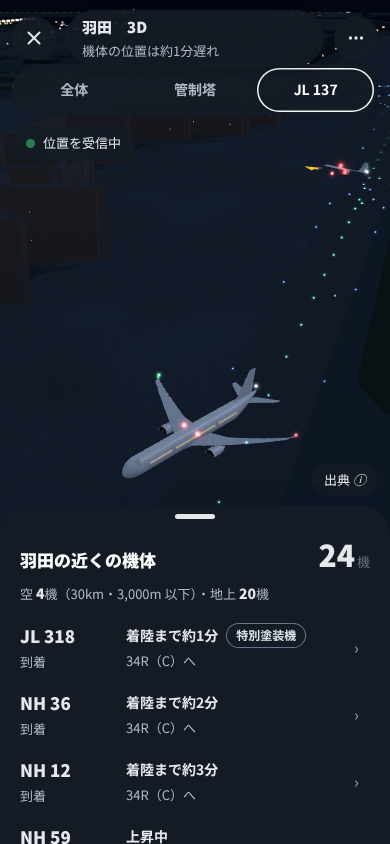 羽田　3D
機体の位置は約1分遅れ
全体
管制塔
JL 137
位置を受信中
出典 ⓘ
羽田の近くの機体
24機
空 4機（30km・3,000m 以下）・地上 20機
JL 318
着陸まで約1分
特別塗装機
到着
34R（C）へ
NH 36
着陸まで約2分
到着
34R（C）へ
NH 12
着陸まで約3分
到着
34R（C）へ
NH 59
上昇中